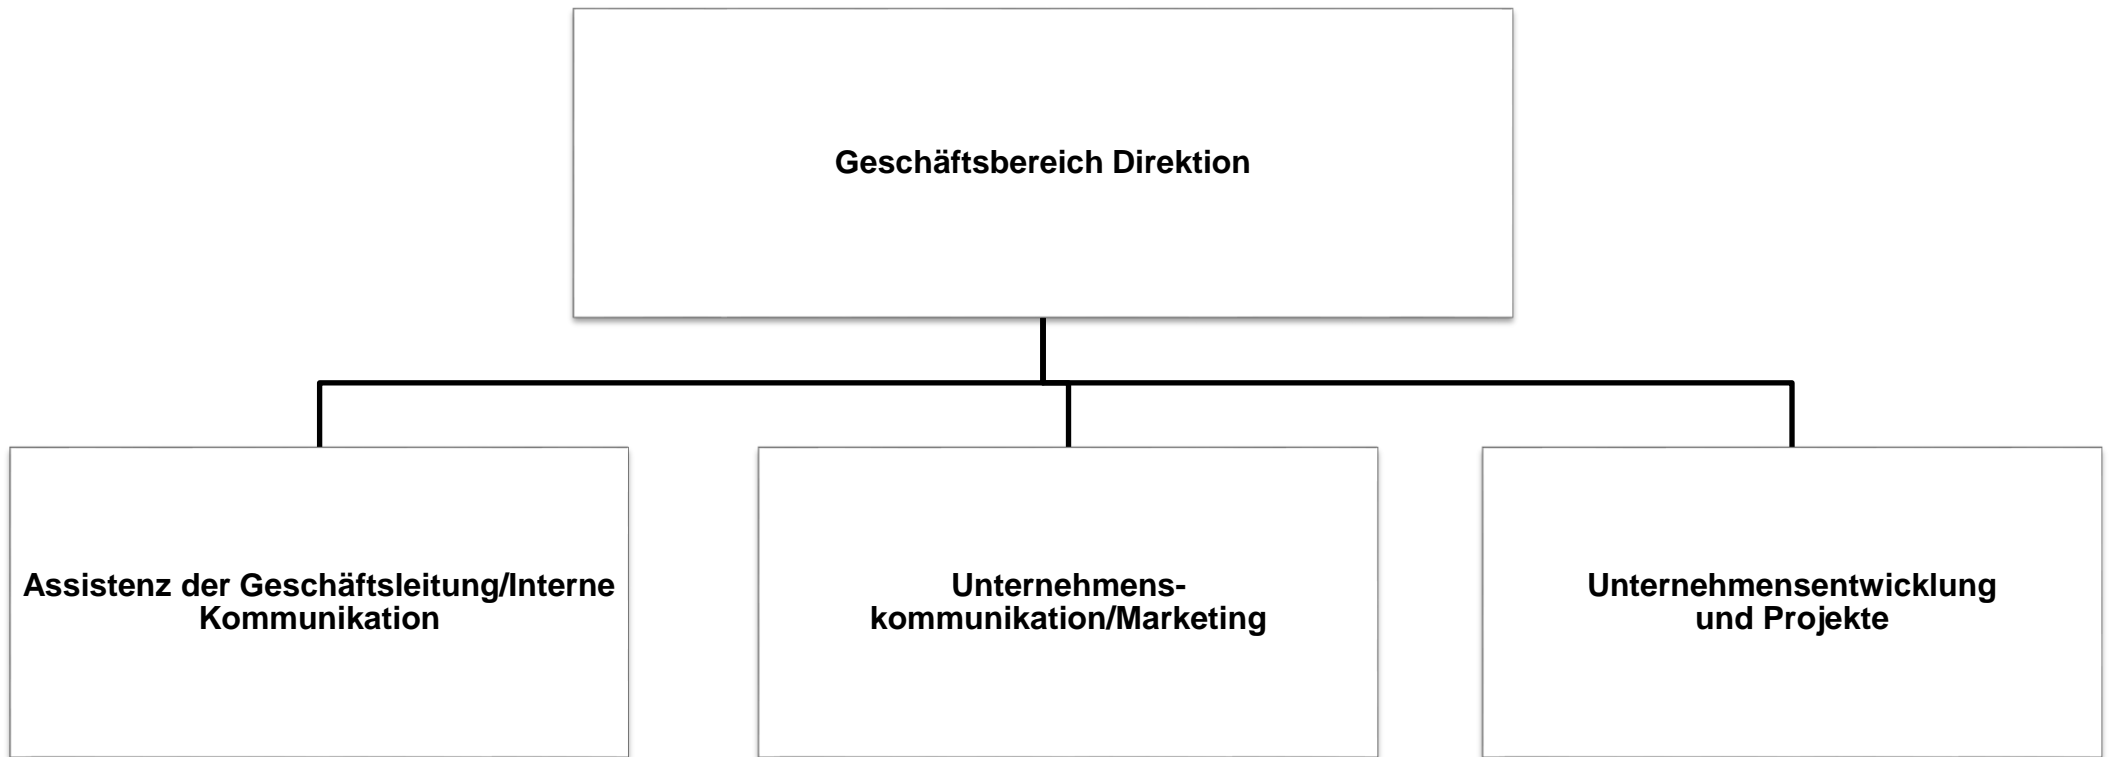 Geschäftsbereich Direktion
Assistenz der Geschäftsleitung/Interne
Kommunikation
Unternehmens-
kommunikation/Marketing
Unternehmensentwicklung
und Projekte